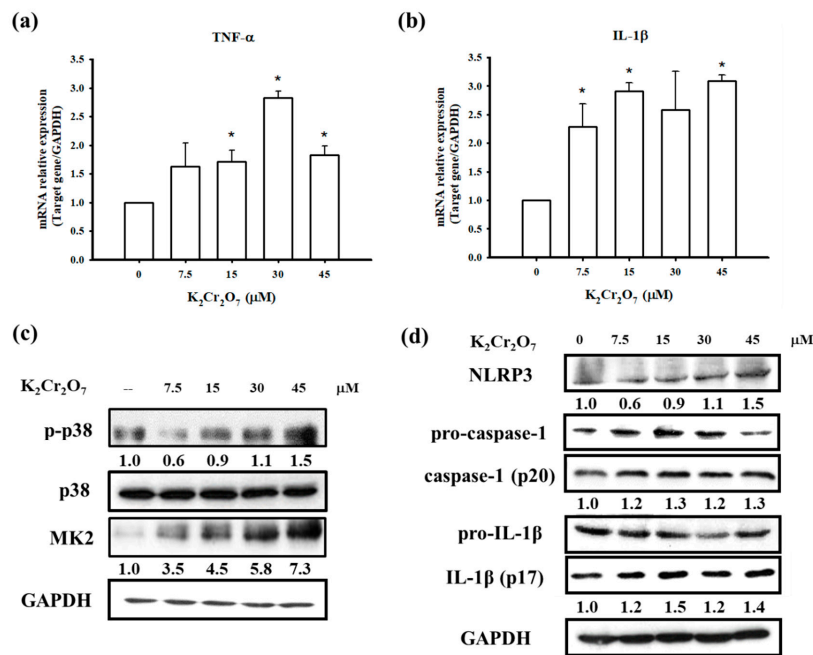 (a)
TNF-α
mRNA relative expression
(Target gene/GAPDH)
3.5
3.0
2.5
2.0
1.5
1.0
0.5
0.0
*
*
*
0 7.5 15 30 45
K₂Cr₂O₇ (μM)
(b)
IL-1β
mRNA relative expression
(Target gene/GAPDH)
3.5
3.0
2.5
2.0
1.5
1.0
0.5
0.0
*
*
*
0 7.5 15 30 45
K₂Cr₂O₇ (μM)
(c)
K₂Cr₂O₇ -- 7.5 15 30 45 μM
p-p38
1.0 0.6 0.9 1.1 1.5
p38
MK2
1.0 3.5 4.5 5.8 7.3
GAPDH
(d)
K₂Cr₂O₇ 0 7.5 15 30 45 μM
NLRP3
1.0 0.6 0.9 1.1 1.5
pro-caspase-1
caspase-1 (p20)
1.0 1.2 1.3 1.2 1.3
pro-IL-1β
IL-1β (p17)
1.0 1.2 1.5 1.2 1.4
GAPDH